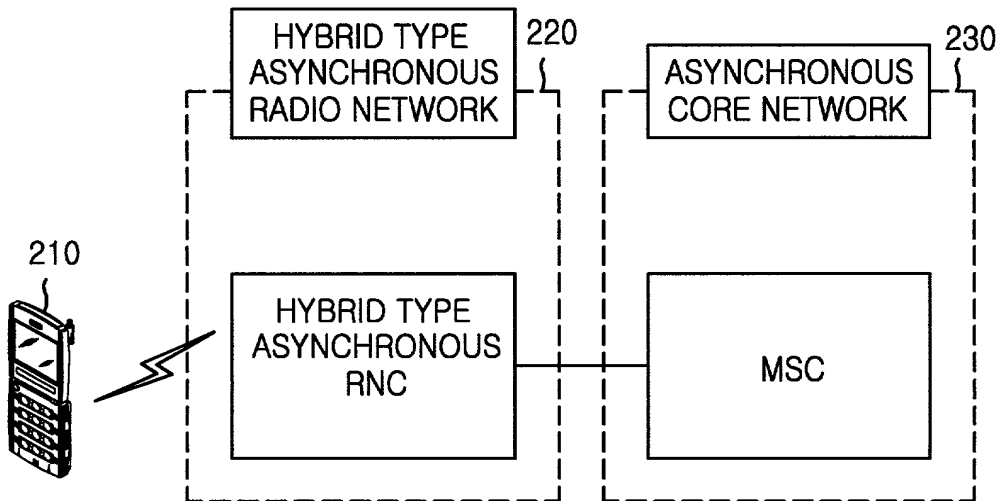 HYBRID TYPE
ASYNCHRONOUS
RADIO NETWORK
220
ASYNCHRONOUS
CORE NETWORK
230
210
HYBRID TYPE
ASYNCHRONOUS
RNC
MSC